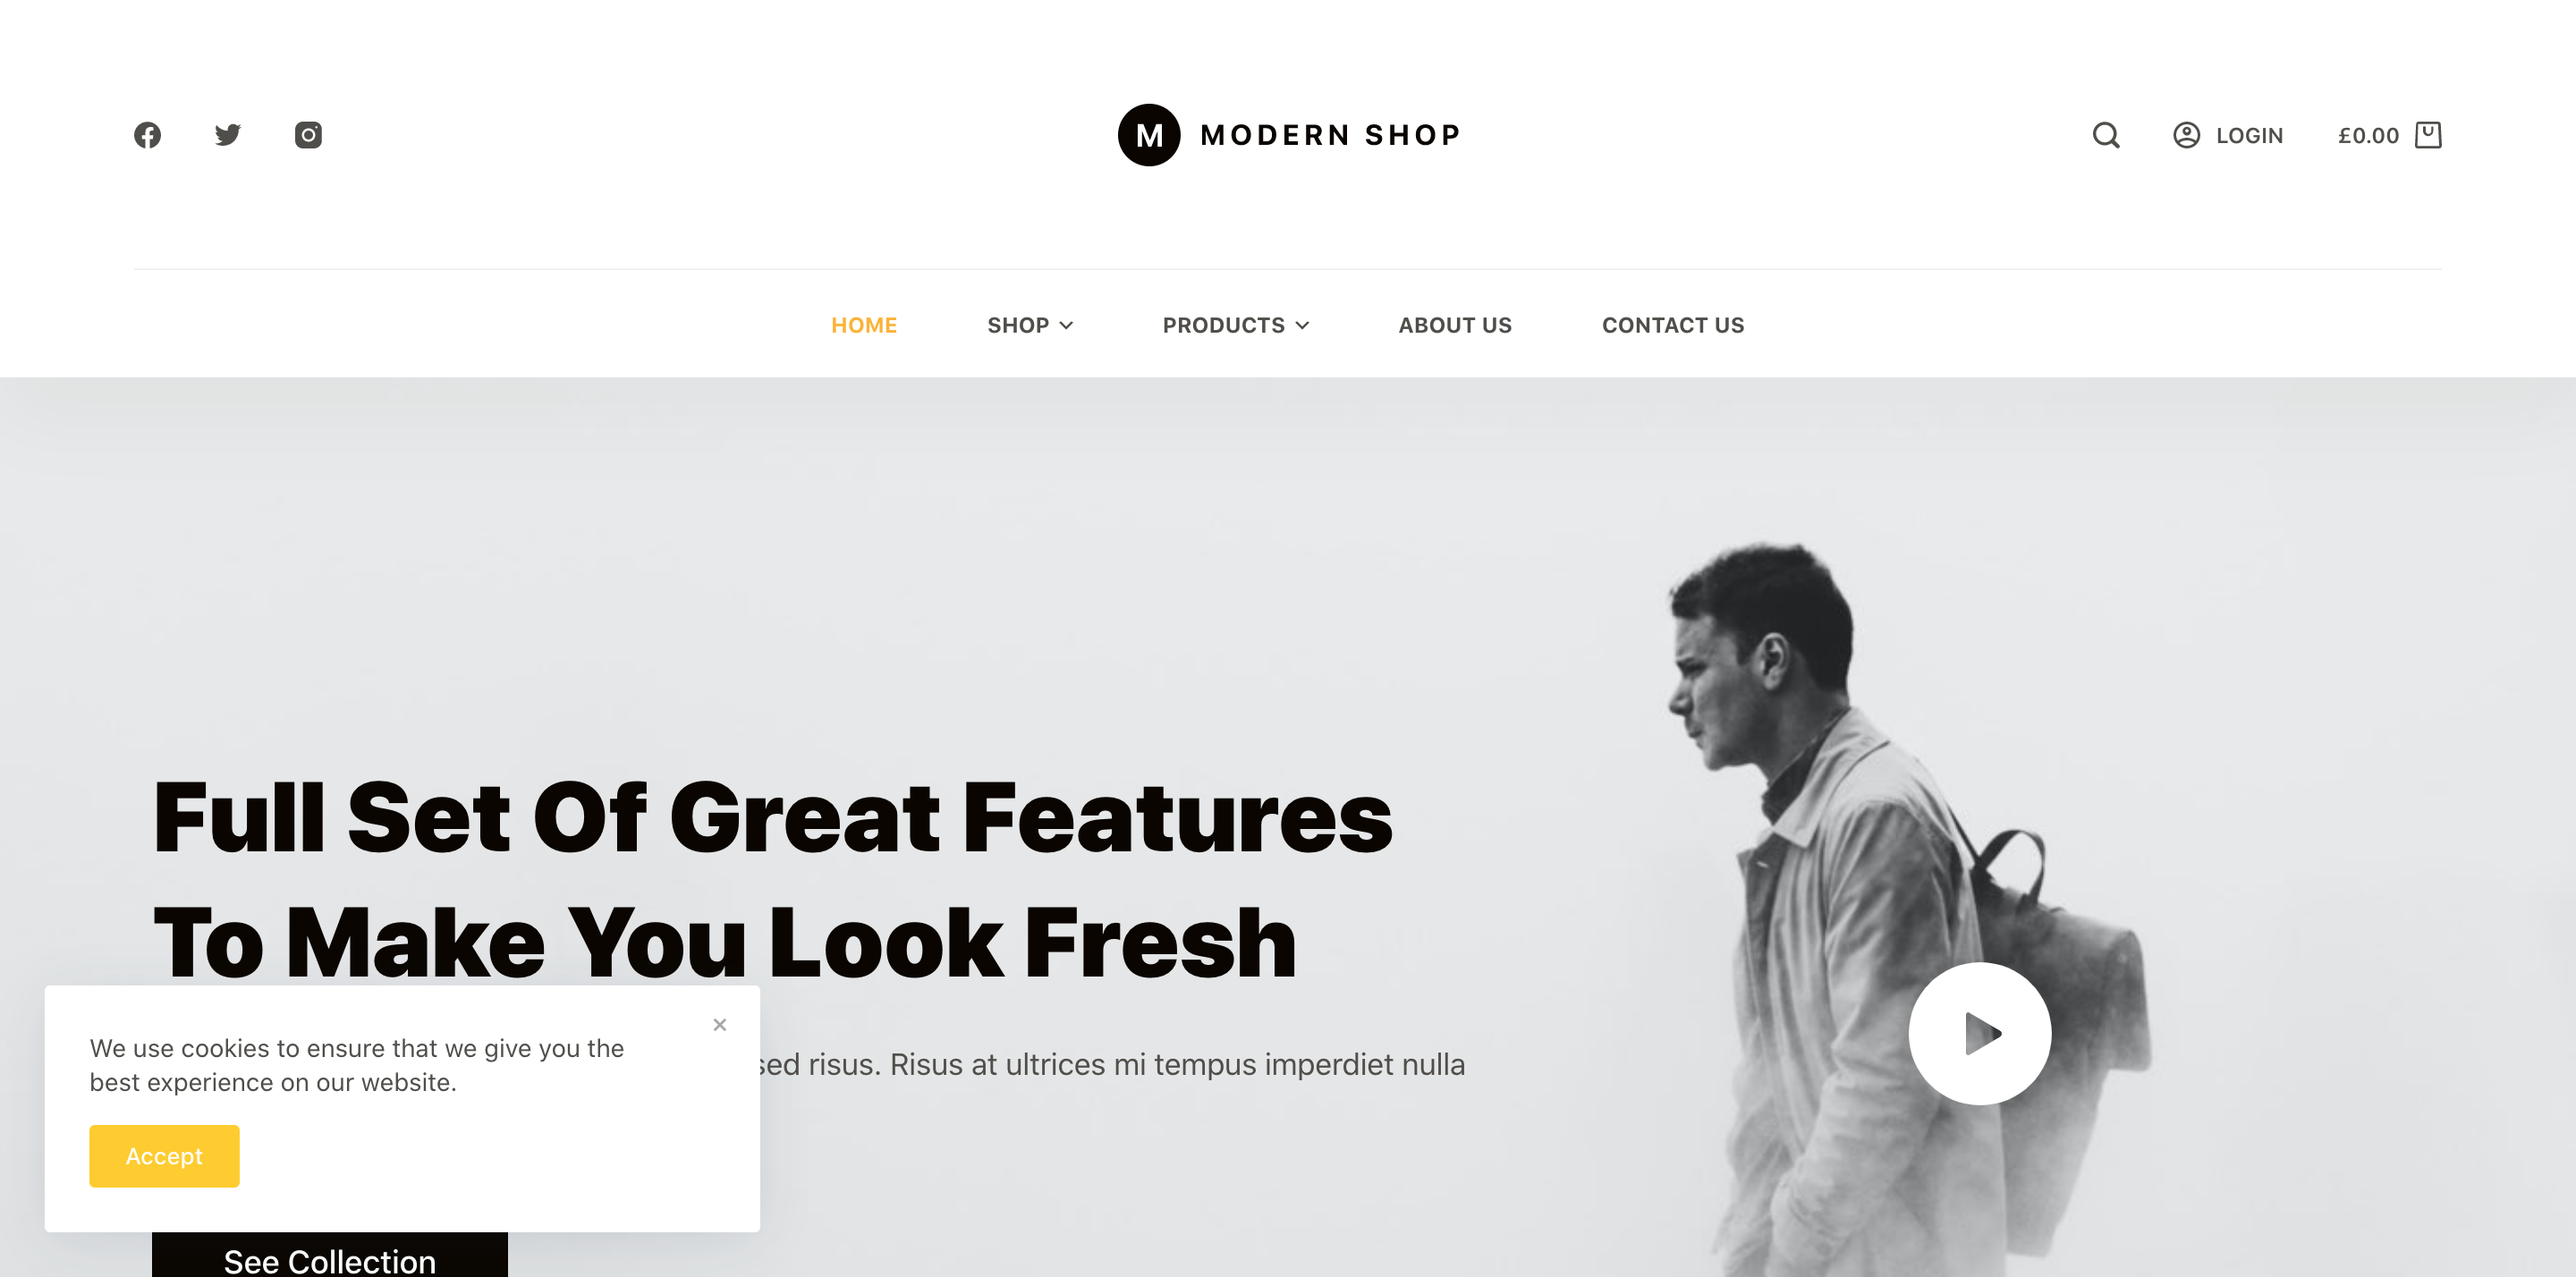 M MODERN SHOP
LOGIN
£0.00
HOME
SHOP
PRODUCTS
ABOUT US
CONTACT US
Full Set Of Great Features
To Make You Look Fresh
sed risus. Risus at ultrices mi tempus imperdiet nulla
We use cookies to ensure that we give you the
best experience on our website.
Accept
See Collection